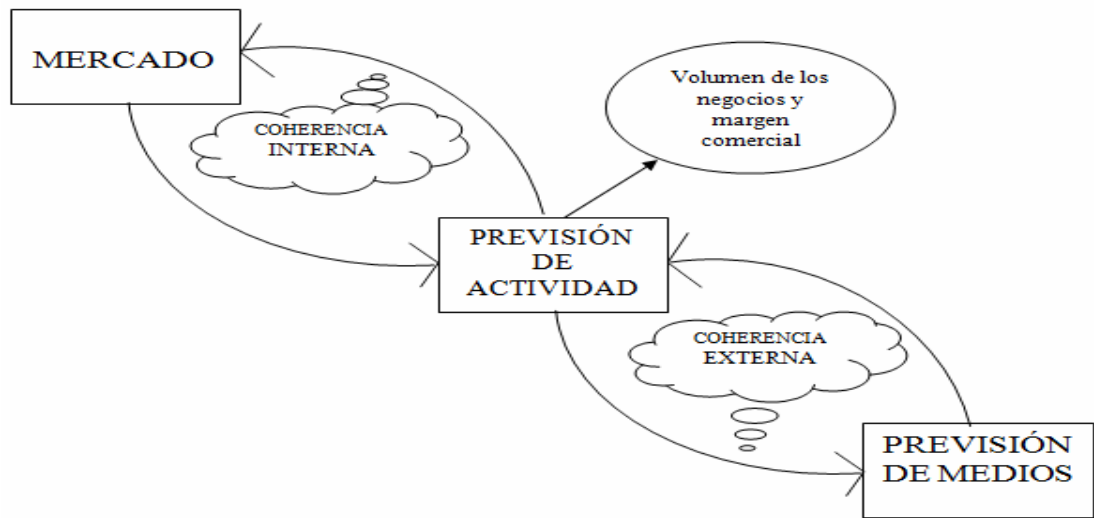 MERCADO
COHERENCIA
INTERNA
Volumen de los
negocios y
margen
comercial
PREVISIÓN
DE
ACTIVIDAD
COHERENCIA
EXTERNA
PREVISIÓN
DE MEDIOS